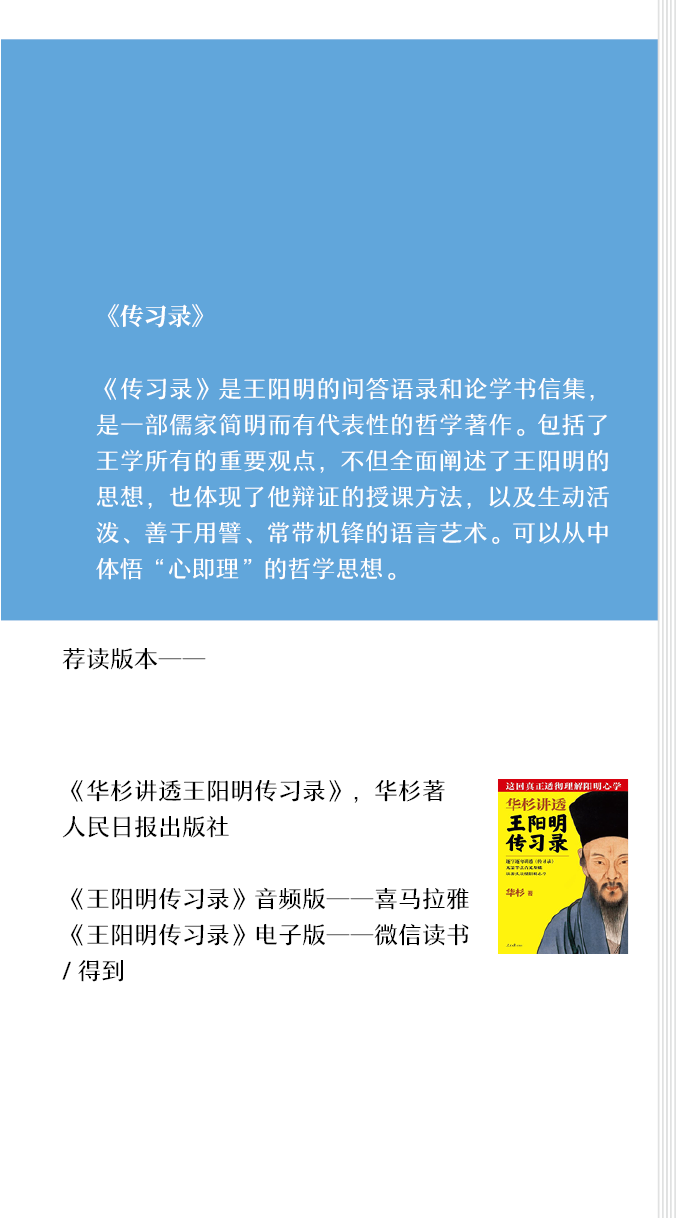 《传习录》
《传习录》是王阳明的问答语录和论学书信集，
是一部儒家简明而有代表性的哲学著作。包括了
王学所有的重要观点，不但全面阐述了王阳明的
思想，也体现了他辩证的授课方法，以及生动活
泼、善于用譬、常带机锋的语言艺术。可以从中
体悟“心即理”的哲学思想。
荐读版本——
《华杉讲透王阳明传习录》，华杉著
人民日报出版社
《王阳明传习录》音频版——喜马拉雅
《王阳明传习录》电子版——微信读书
/ 得到
这回真正透彻理解阳明心学
华杉讲透
王阳明
传习录
华杉 著